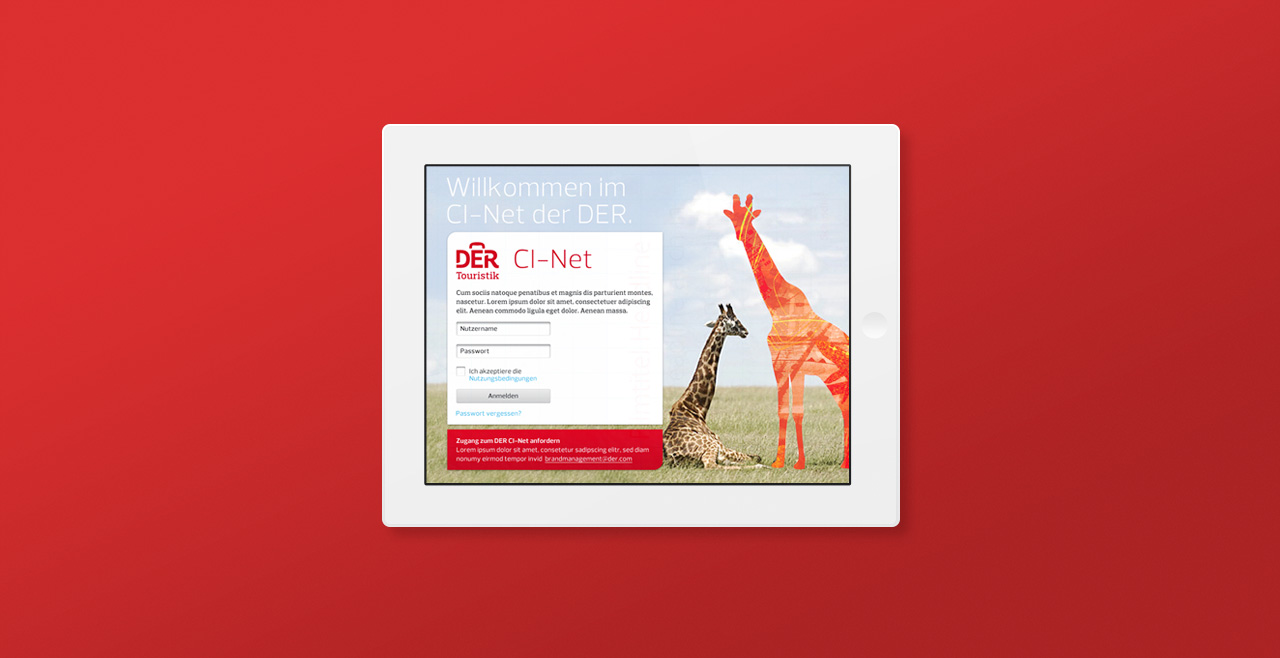 Willkommen im
CI-Net der DER.
DER
Touristik
CI-Net
Cum sociis natoque penatibus et magnis dis parturient montes,
nascetur. Lorem ipsum dolor sit amet, consectetuer adipiscing
elit. Aenean commodo ligula eget dolor. Aenean massa.
Nutzername
Passwort
Ich akzeptiere die
Nutzungsbedingungen
Anmelden
Passwort vergessen?
Zugang zum DER CI-Net anfordern
Lorem ipsum dolor sit amet, consetetur sadipscing elitr, sed diam
nonumy eirmod tempor invid brandmanagement@der.com